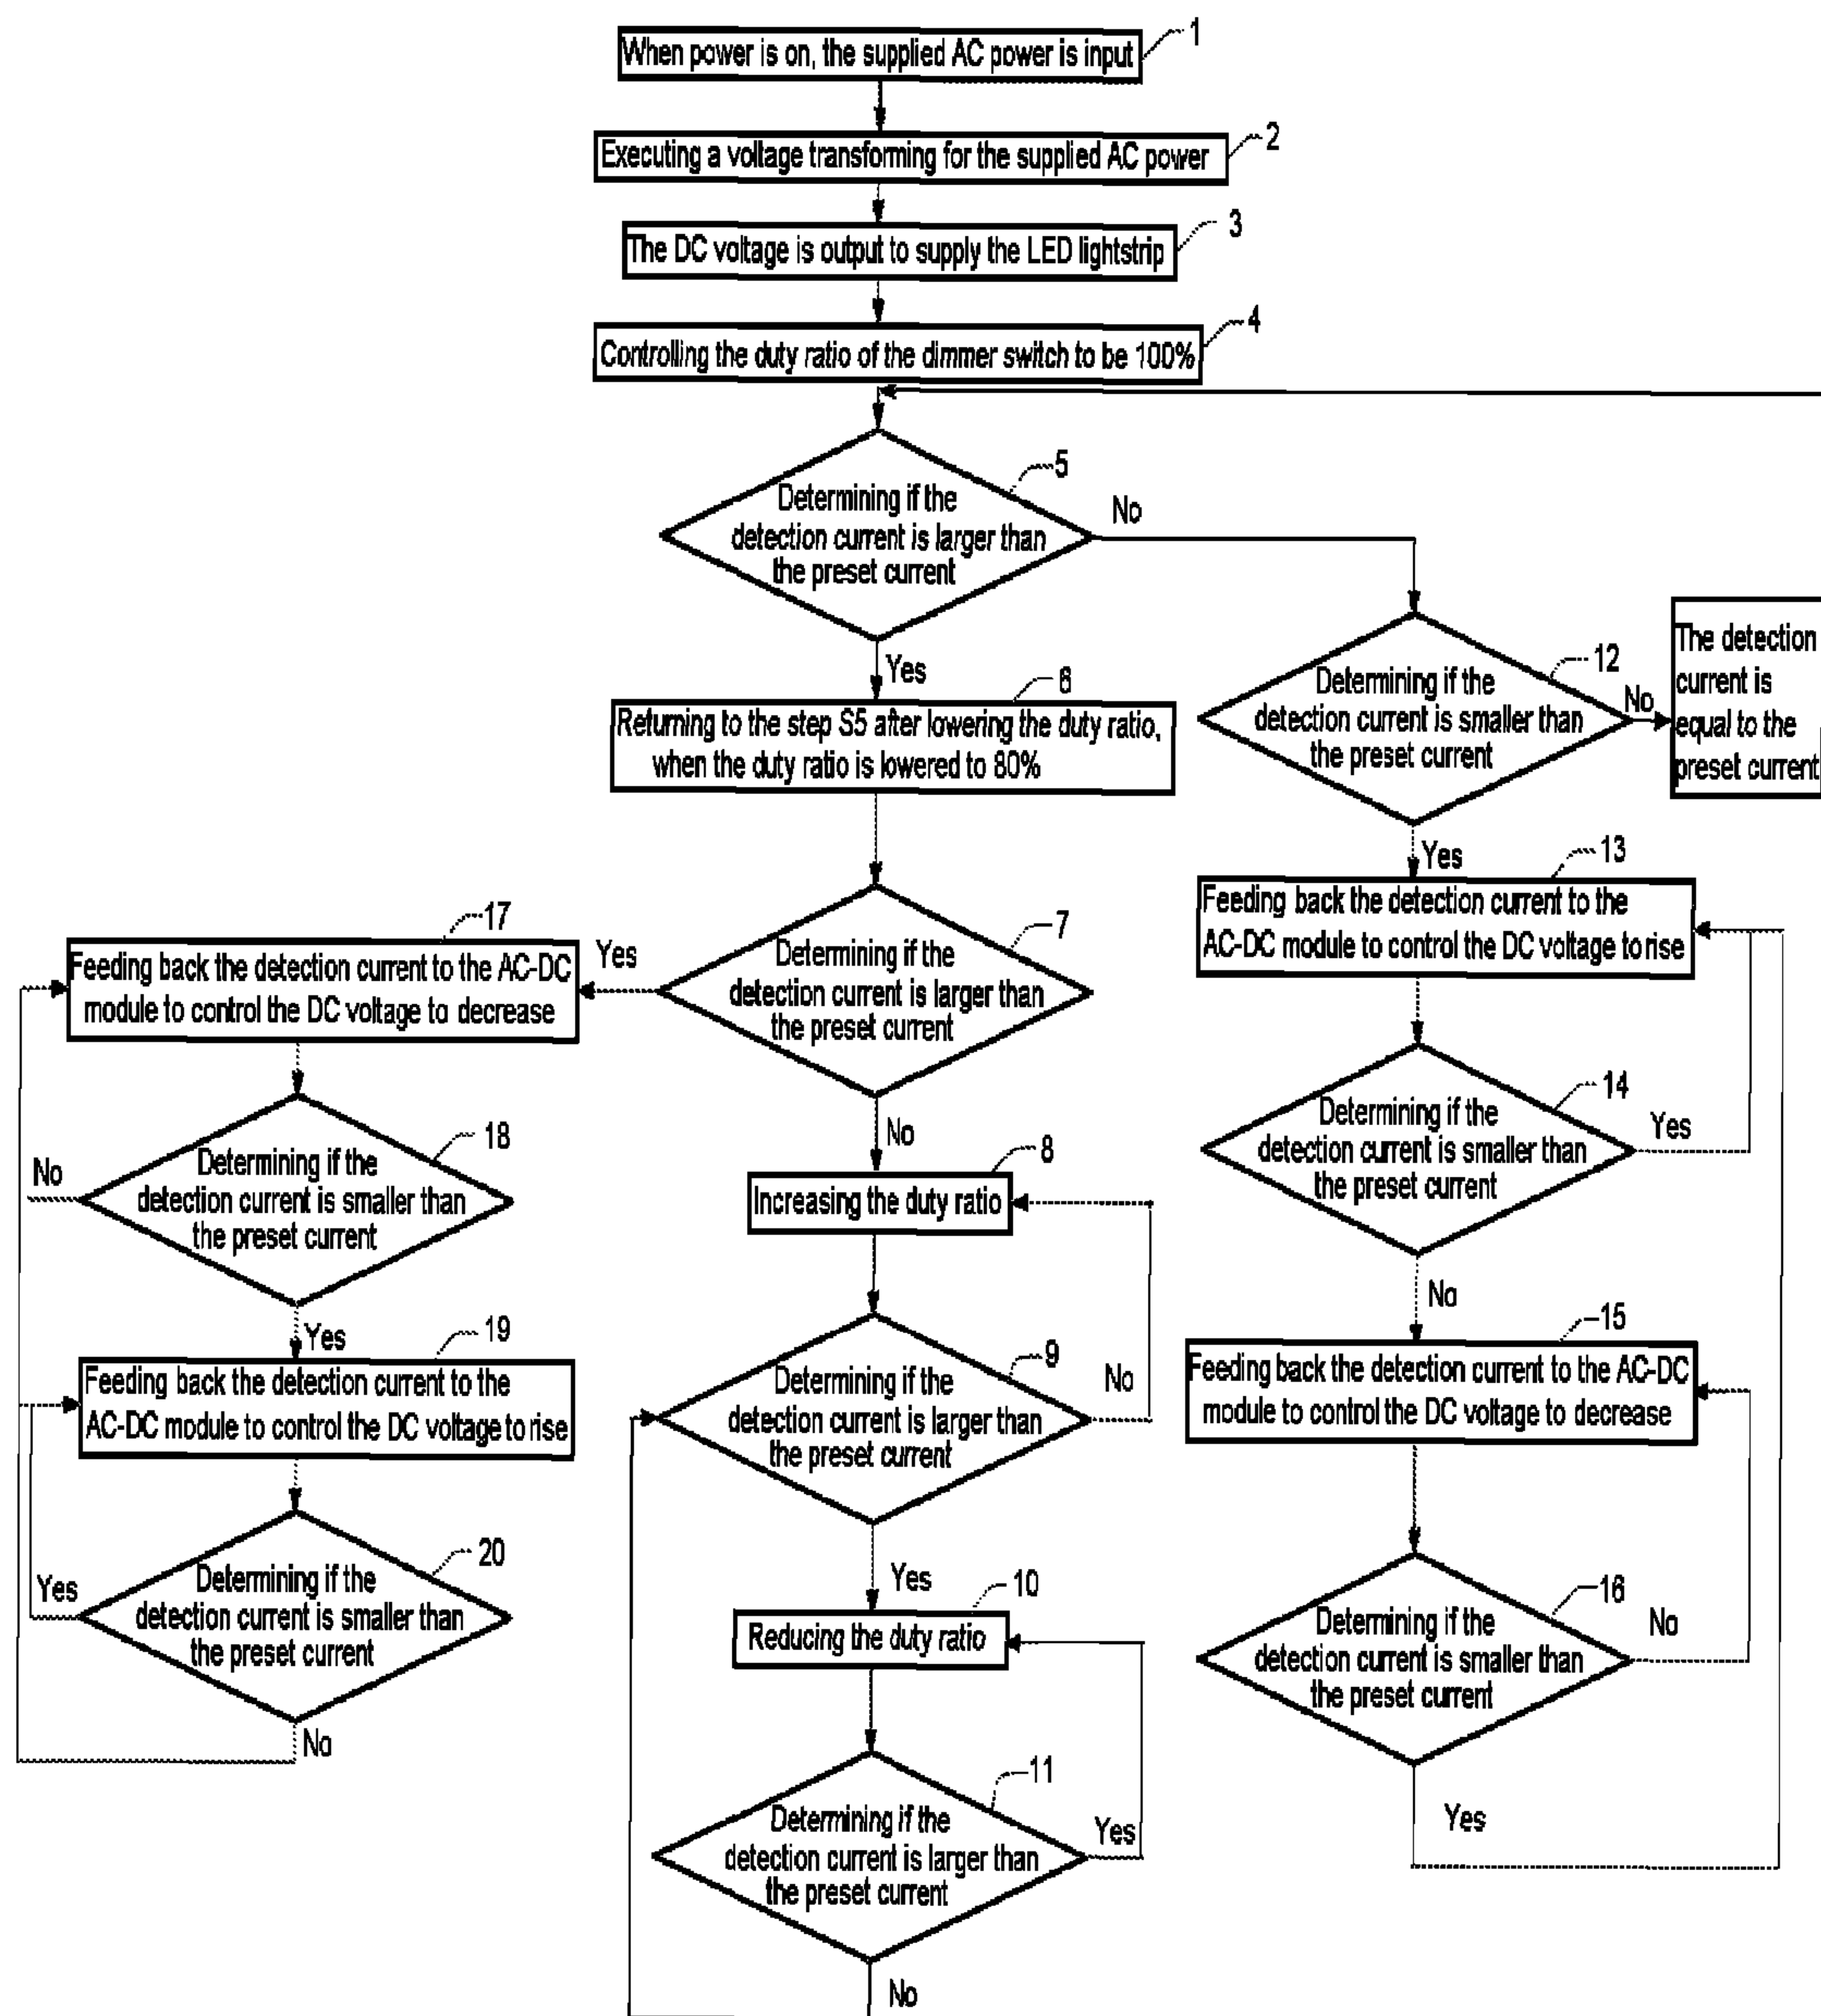 1
When power is on, the supplied AC power is input
2
Executing a voltage transforming for the supplied AC power
3
The DC voltage is output to supply the LED lightstrip
4
Controlling the duty ratio of the dimmer switch to be 100%
5
Determining if the
detection current is larger than
the preset current
No
Yes
6
Returning to the step S5 after lowering the duty ratio,
when the duty ratio is lowered to 80%
12
Determining if the
detection current is smaller than
the preset current
No
The detection
current is
equal to the
preset current
Yes
13
Feeding back the detection current to the
AC-DC module to control the DC voltage to rise
7
Determining if the
detection current is larger than
the preset current
Yes
No
17
Feeding back the detection current to the AC-DC
module to control the DC voltage to decrease
18
Determining if the
detection current is smaller than
the preset current
No
Yes
8
Increasing the duty ratio
14
Determining if the
detection current is smaller than
the preset current
Yes
No
19
Feeding back the detection current to the
AC-DC module to control the DC voltage to rise
9
Determining if the
detection current is larger than
the preset current
No
Yes
15
Feeding back the detection current to the AC-DC
module to control the DC voltage to decrease
20
Determining if the
detection current is smaller than
the preset current
Yes
No
10
Reducing the duty ratio
16
Determining if the
detection current is smaller than
the preset current
No
Yes
11
Determining if the
detection current is larger than
the preset current
Yes
No